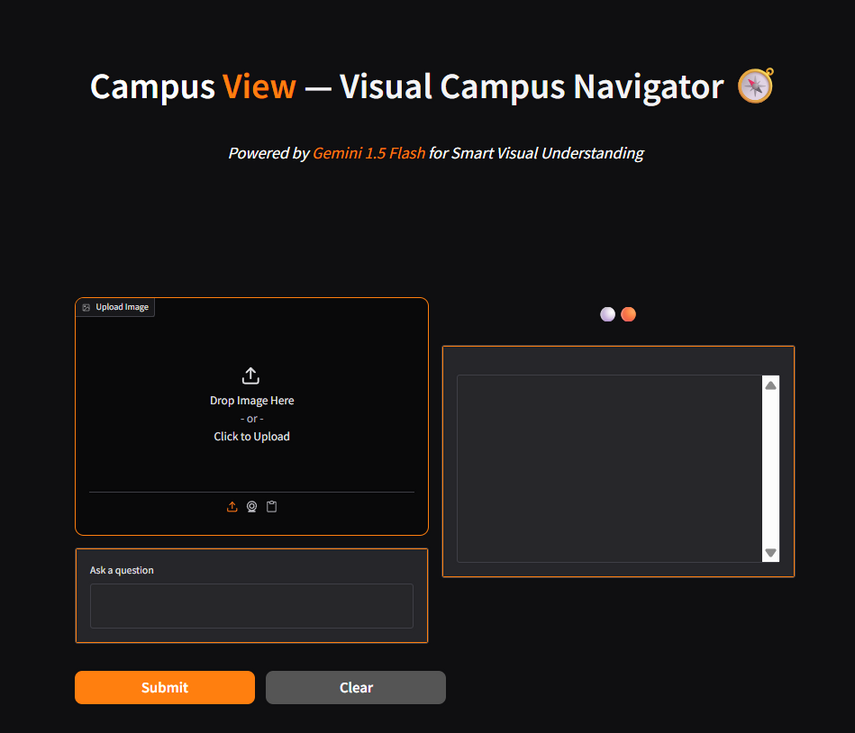 Campus View — Visual Campus Navigator
Powered by Gemini 1.5 Flash for Smart Visual Understanding
Upload Image
Drop Image Here
- or -
Click to Upload
Ask a question
Submit
Clear